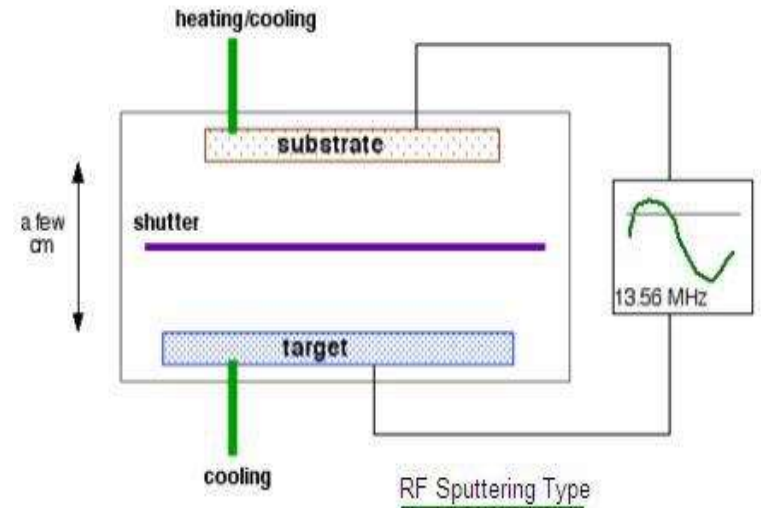 heating/cooling
substrate
a few
cm
shutter
13.56 MHz
target
cooling
RF Sputtering Type